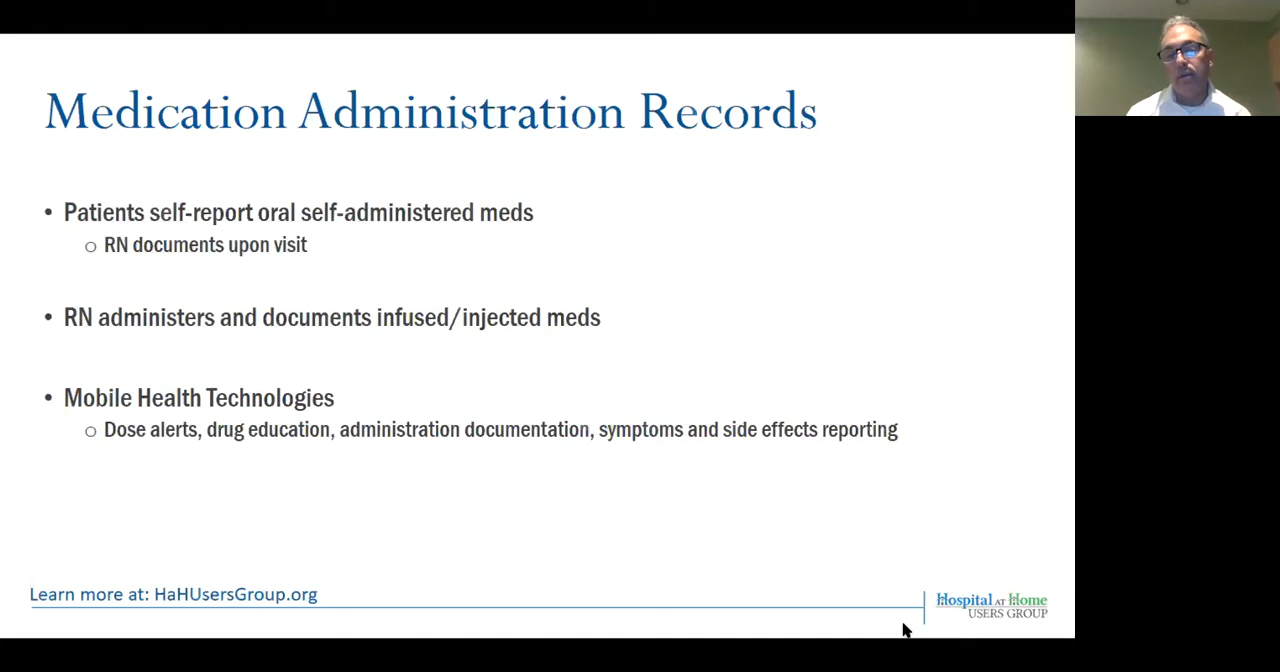 Medication Administration Records
• Patients self-report oral self-administered meds
○ RN documents upon visit
• RN administers and documents infused/injected meds
• Mobile Health Technologies
○ Dose alerts, drug education, administration documentation, symptoms and side effects reporting
Learn more at: HaHUsersGroup.org
Hospital AT Home
USERS GROUP